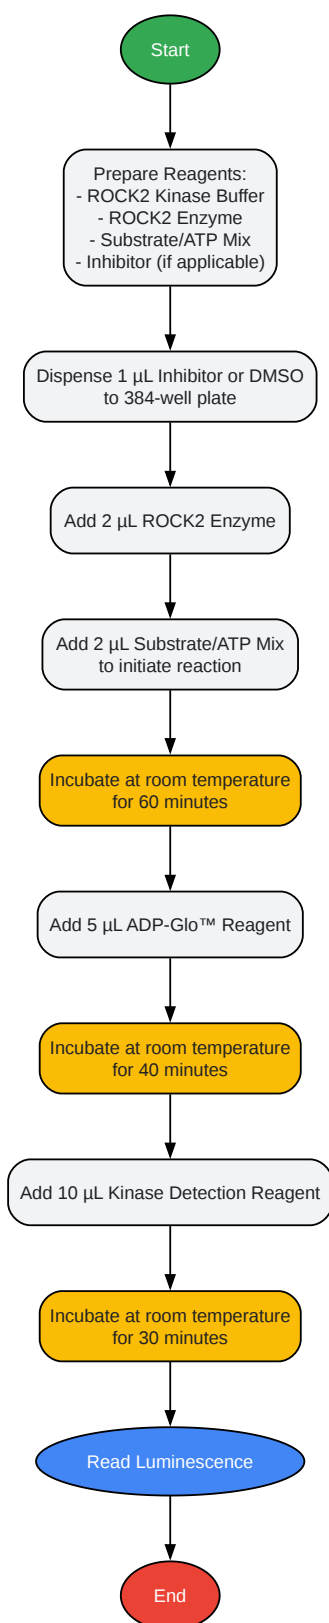 Start
Prepare Reagents:
- ROCK2 Kinase Buffer
- ROCK2 Enzyme
- Substrate/ATP Mix
- Inhibitor (if applicable)
Dispense 1 µL Inhibitor or DMSO
to 384-well plate
Add 2 µL ROCK2 Enzyme
Add 2 µL Substrate/ATP Mix
to initiate reaction
Incubate at room temperature
for 60 minutes
Add 5 µL ADP-Glo™ Reagent
Incubate at room temperature
for 40 minutes
Add 10 µL Kinase Detection Reagent
Incubate at room temperature
for 30 minutes
Read Luminescence
End